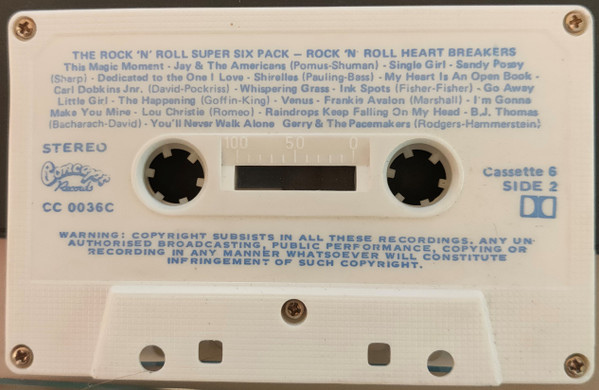 THE ROCK 'N' ROLL SUPER SIX PACK — ROCK 'N' ROLL HEART BREAKERS
This Magic Moment - Jay & The Americans (Pomus-Shuman) - Single Girl - Sandy Posey
(Sharp) - Dedicated to the One I Love - Shirelles (Pauling-Bass) - My Heart Is An Open Book -
Carl Dobkins Jnr. (David-Pockriss) - Whispering Grass - Ink Spots (Fisher-Fisher) - Go Away
Little Girl - The Happening (Goffin-King) - Venus - Frankie Avalon (Marshall) - I'm Gonna
Make You Mine - Lou Christie (Romeo) - Raindrops Keep Falling On My Head - B.J. Thomas
(Bacharach-David) - You'll Never Walk Alone Gerry & The Pacemakers (Rodgers-Hammerstein)
STEREO
100 50 0
Concept
Records
Cassette 6
SIDE 2
CC 0036C
WARNING: COPYRIGHT SUBSISTS IN ALL THESE RECORDINGS. ANY UN-
AUTHORISED BROADCASTING, PUBLIC PERFORMANCE, COPYING OR
RECORDING IN ANY MANNER WHATSOEVER WILL CONSTITUTE
INFRINGEMENT OF SUCH COPYRIGHT.